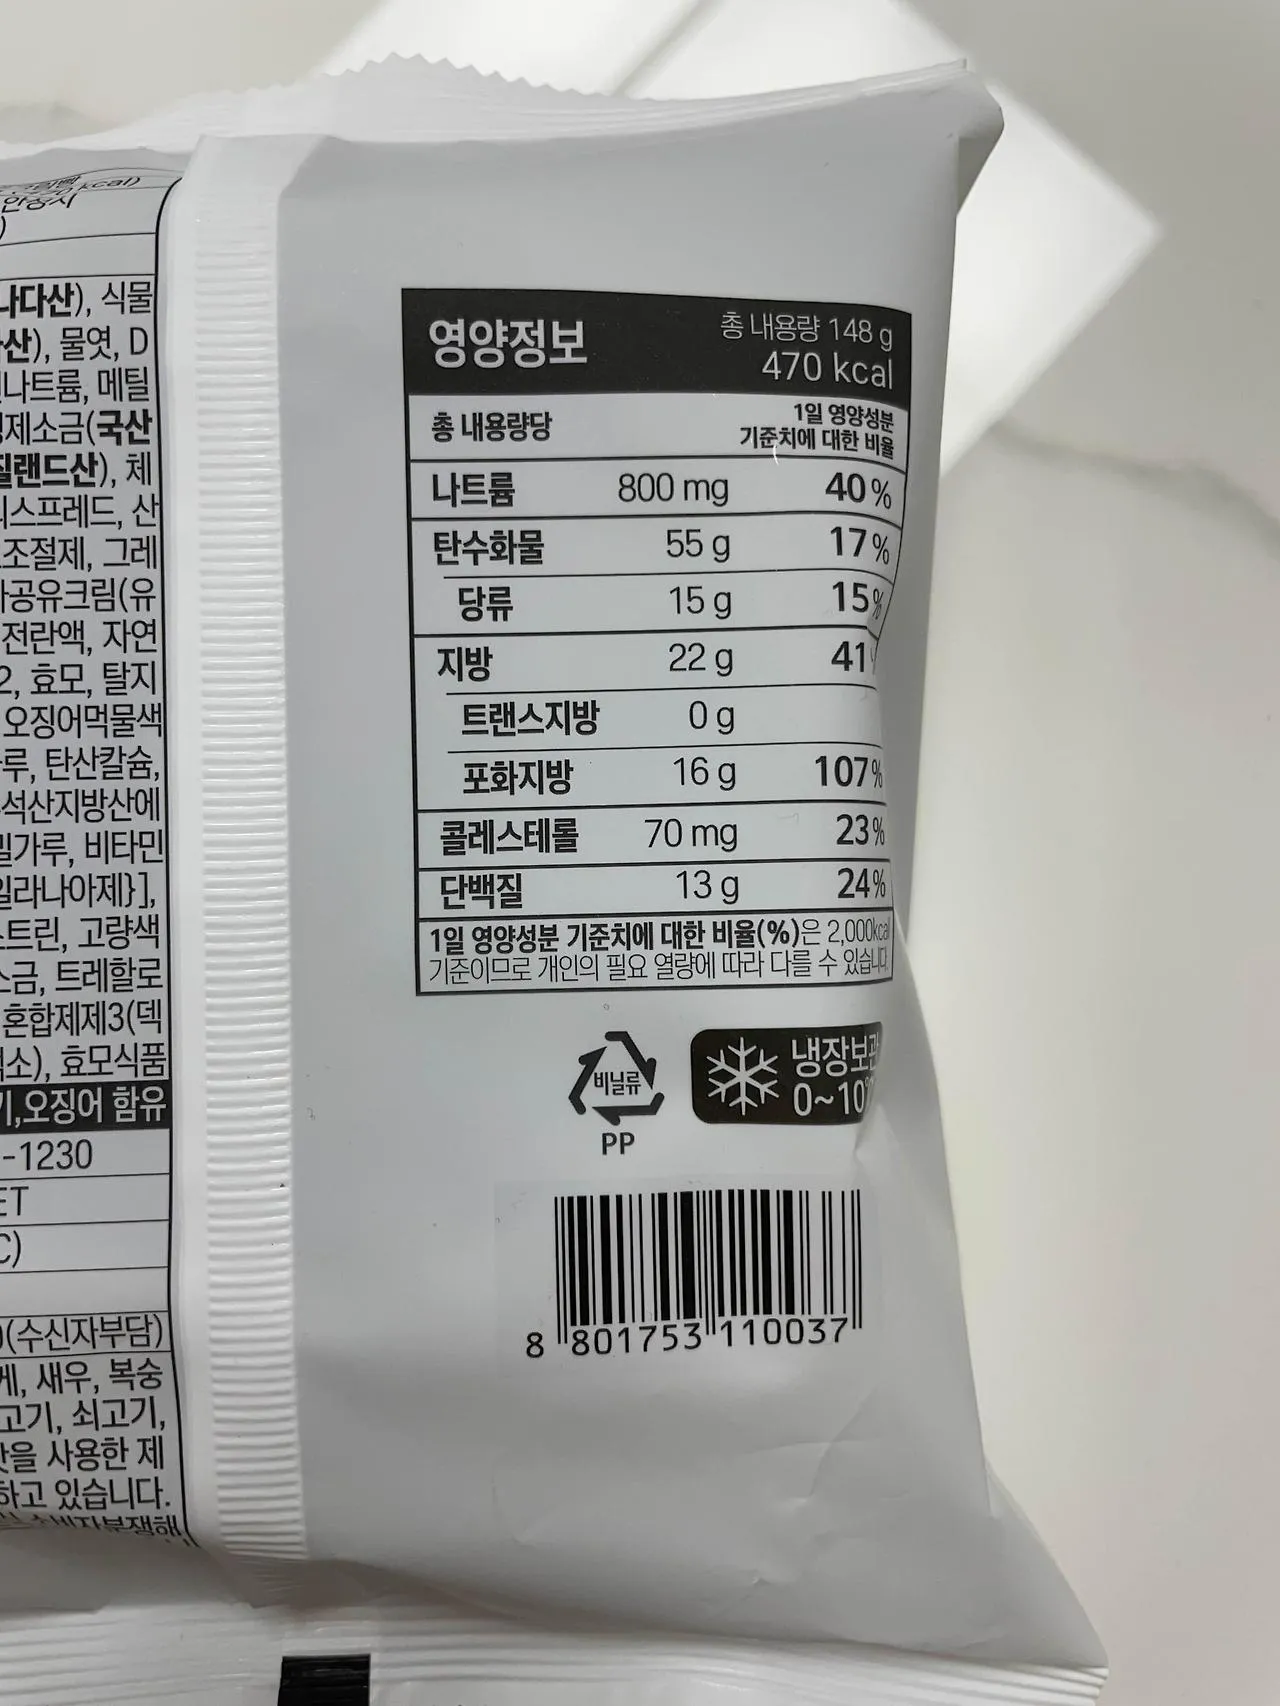 kcal)
안성시
)
나다산), 식물
산), 물엿, D
나트륨, 메틸
제소금(국산
질랜드산), 체
스프레드, 산
조절제, 그레
가공유크림(유
전란액, 자연
2, 효모, 탈지
오징어먹물색
루, 탄산칼슘,
석산지방산에
밀가루, 비타민
일라나아제}],
트린, 고량색
소금, 트레할로
혼합제제3(덱
소), 효모식품
기,오징어 함유
-1230
ET
C)
(수신자부담)
게, 새우, 복숭
고기, 쇠고기,
을 사용한 제
하고 있습니다.
영양정보
총 내용량 148 g
470 kcal
총 내용량당
1일 영양성분
기준치에 대한 비율
나트륨 800 mg 40 %
탄수화물 55 g 17 %
당류 15 g 15%
지방 22 g 41
트랜스지방 0 g
포화지방 16 g 107%
콜레스테롤 70 mg 23%
단백질 13 g 24%
1일 영양성분 기준치에 대한 비율(%)은 2,000kcal
기준이므로 개인의 필요 열량에 따라 다를 수 있습니다.
비닐류
PP
냉장보관
0~10℃
8 801753 110037